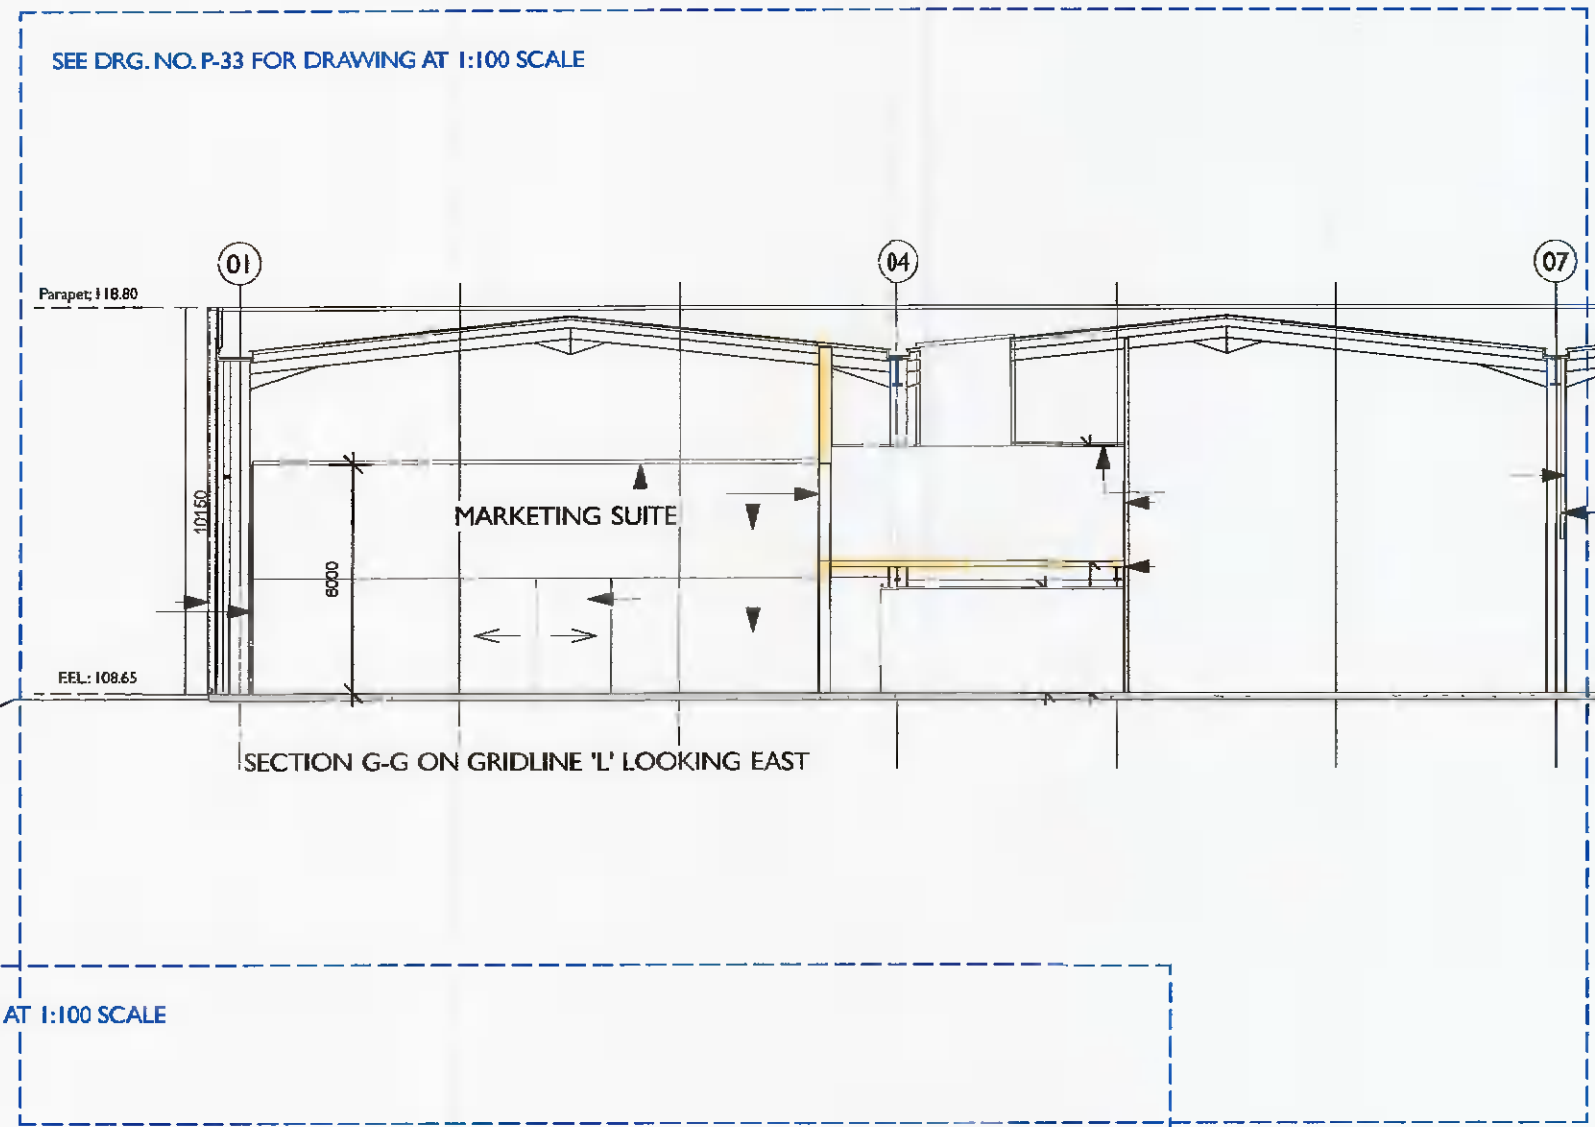 SEE DRG. NO. P-33 FOR DRAWING AT 1:100 SCALE
01
04
07
Parapet: 118.80
10150
MARKETING SUITE
6000
F.F.L.: 108.65
SECTION G-G ON GRIDLINE 'L' LOOKING EAST
AT 1:100 SCALE